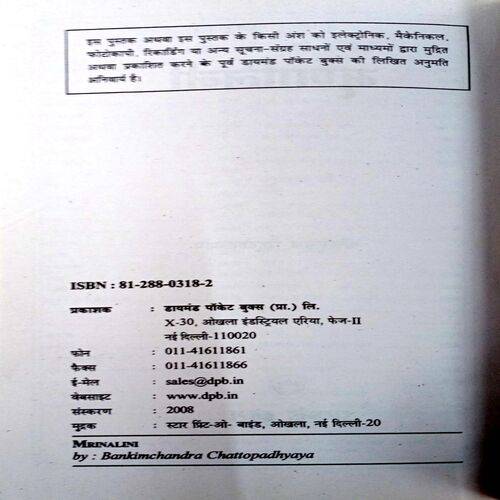 इस पुस्तक अथवा इस पुस्तक के किसी अंश को इलेक्ट्रोनिक, मैकेनिकल,
फोटोकापी, रिकार्डिंग या अन्य सूचना-संग्रह साधनों एवं माध्यमों द्वारा मुद्रित
अथवा प्रकाशित करने के पूर्व डायमंड पॉकेट बुक्स की लिखित अनुमति
अनिवार्य है।
ISBN : 81-288-0318-2
प्रकाशक : डायमंड पॉकेट बुक्स (प्रा.) लि.
X-30, ओखला इंडस्ट्रियल एरिया, फेज-II
नई दिल्ली-110020
फोन : 011-41611861
फैक्स : 011-41611866
ई-मेल : sales@dpb.in
वेबसाइट : www.dpb.in
संस्करण : 2008
मुद्रक : स्टार प्रिंट-ओ- बाइंड, ओखला, नई दिल्ली-20
MRINALINI
by : Bankimchandra Chattopadhyaya